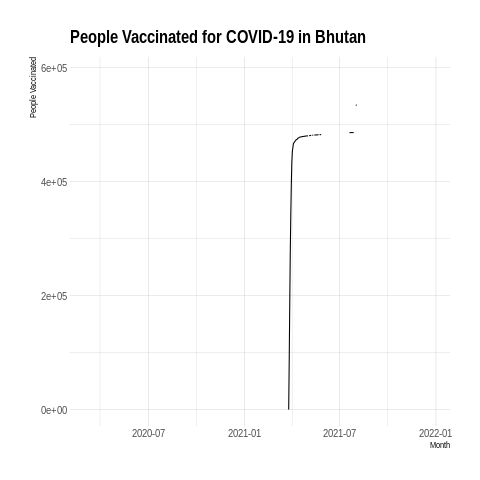 People Vaccinated for COVID-19 in Bhutan
People Vaccinated
6e+05
4e+05
2e+05
0e+00
2020-07
2021-01
2021-07
2022-01
Month